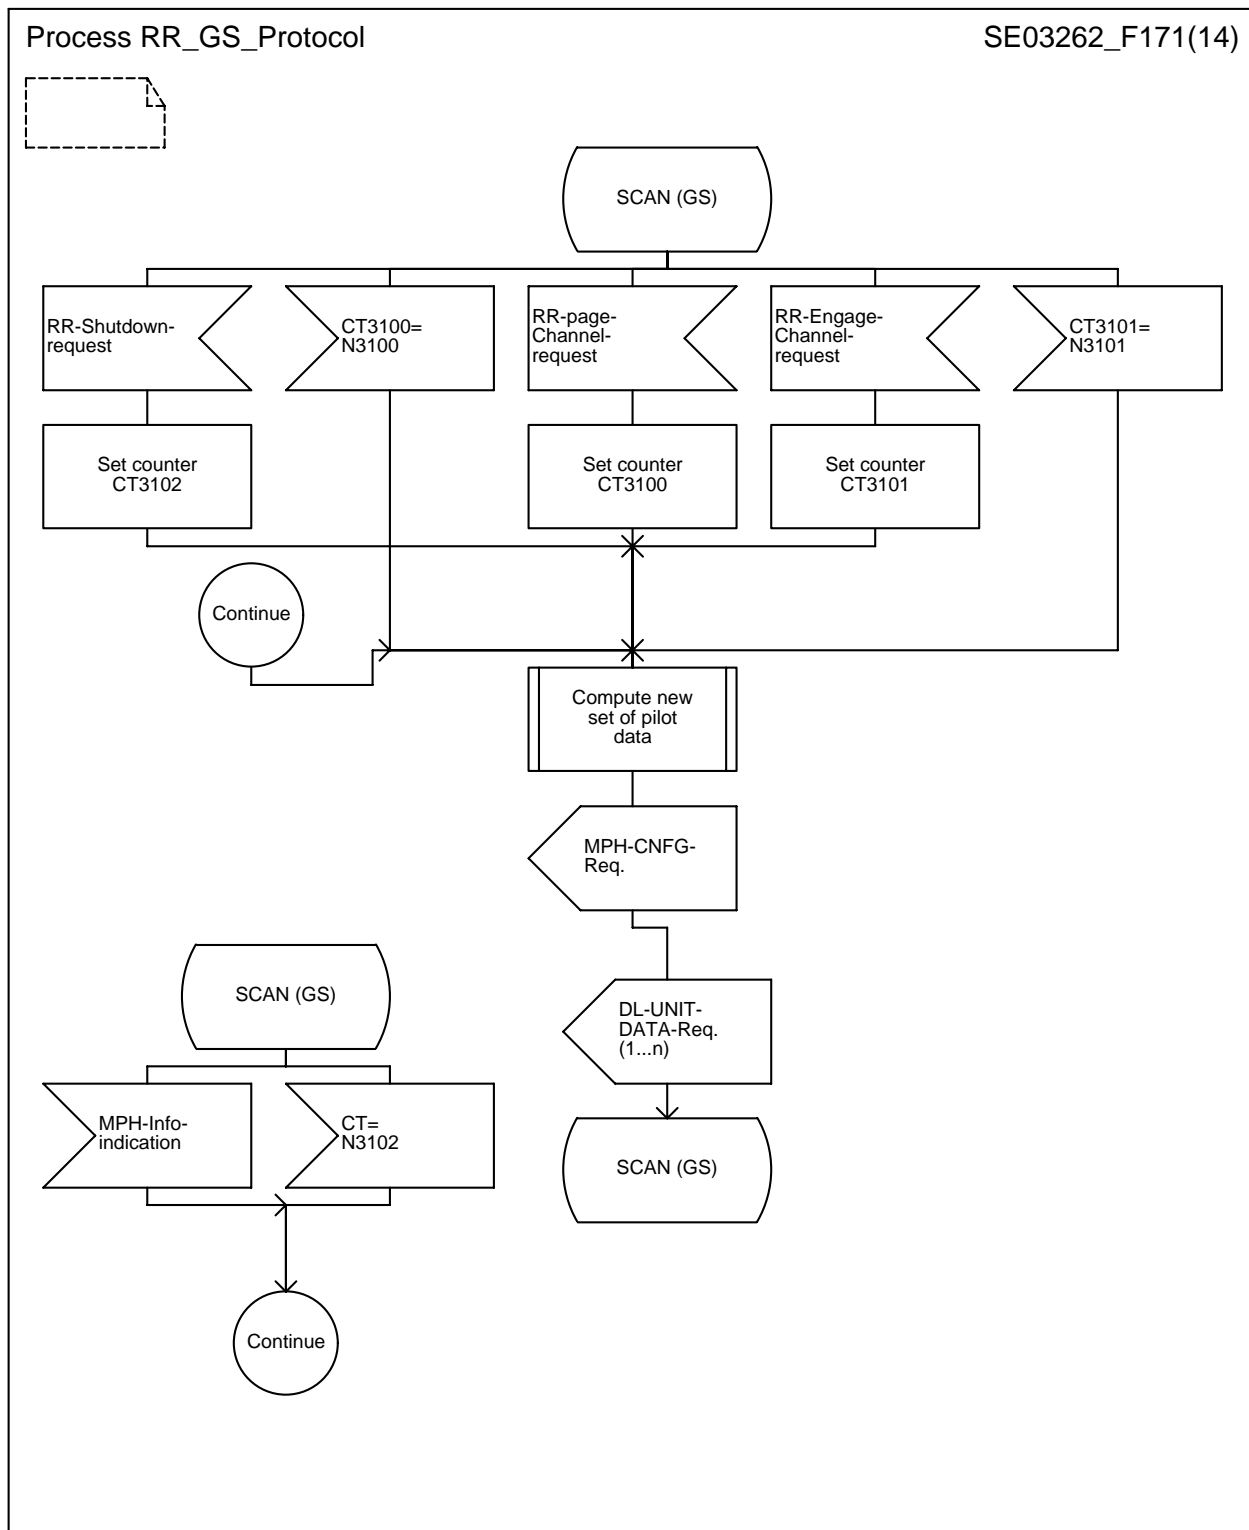 Process RR_GS_Protocol
SE03262_F171(14)
SCAN (GS)
RR-Shutdown-
request
CT3100=
N3100
RR-page-
Channel-
request
RR-Engage-
Channel-
request
CT3101=
N3101
Set counter
CT3102
Set counter
CT3100
Set counter
CT3101
Continue
Compute new
set of pilot
data
MPH-CNFG-
Req.
SCAN (GS)
DL-UNIT-
DATA-Req.
(1...n)
MPH-Info-
indication
CT=
N3102
SCAN (GS)
Continue